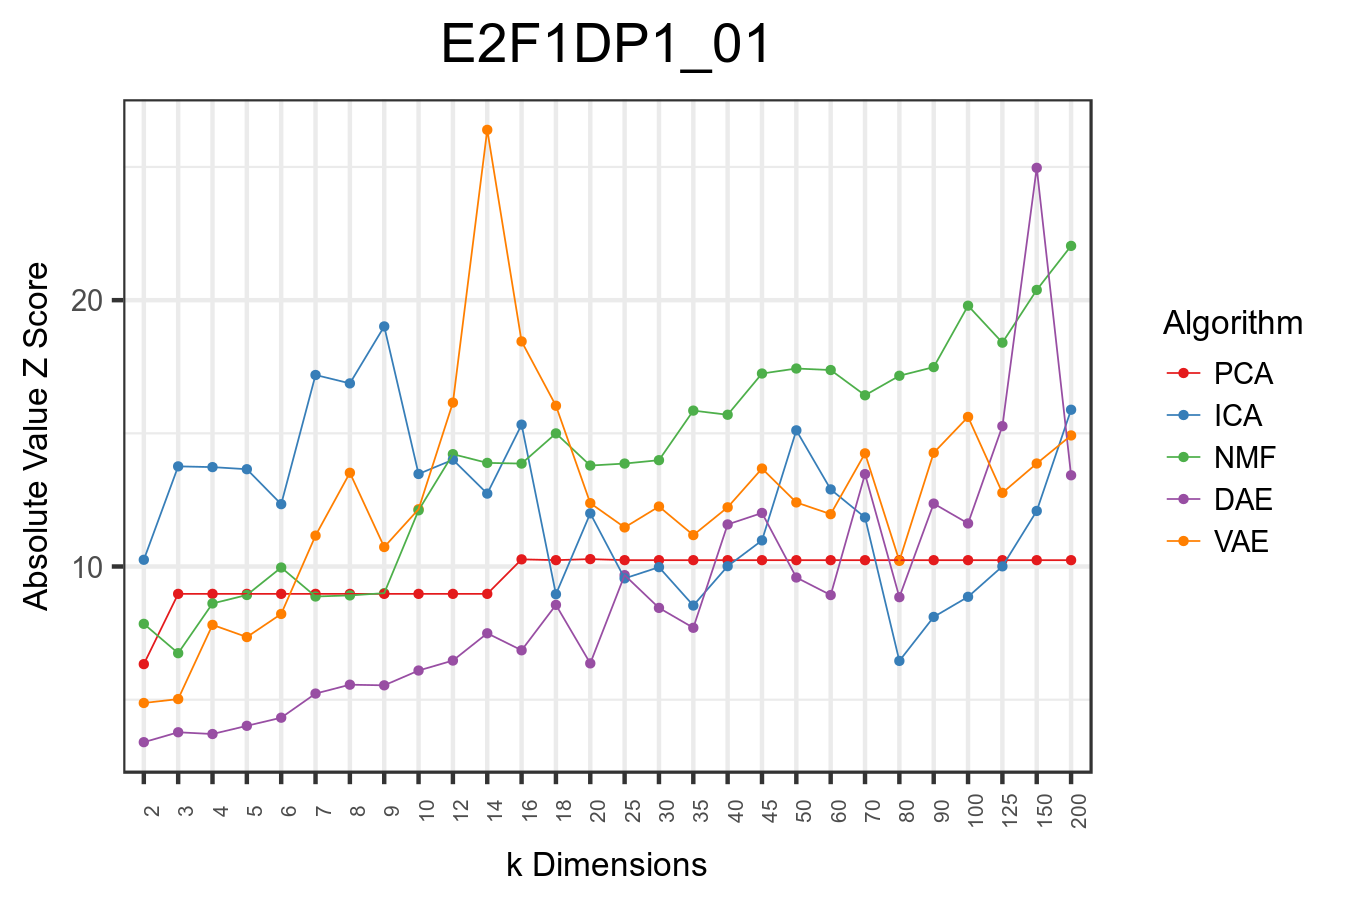 E2F1DP1_01
Absolute Value Z Score
20
10
2 3 4 5 6 7 8 9 10 12 14 16 18 20 25 30 35 40 45 50 60 70 80 90 100 125 150 200
k Dimensions
Algorithm
PCA
ICA
NMF
DAE
VAE